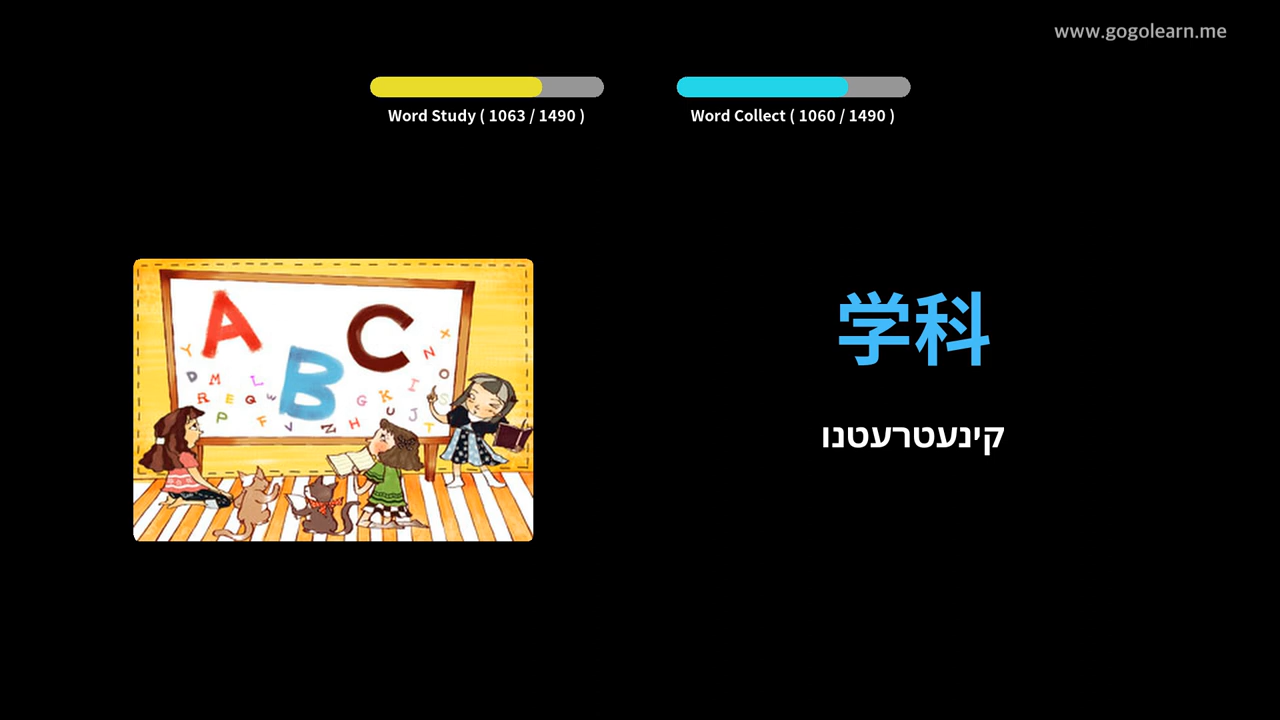 www.gogolearn.me
Word Study ( 1063 / 1490 )
Word Collect ( 1060 / 1490 )
A B C
Y X N O
D M L I S
R E Q W G K
P F V Z H U J T
学科
קינעטרעטנו